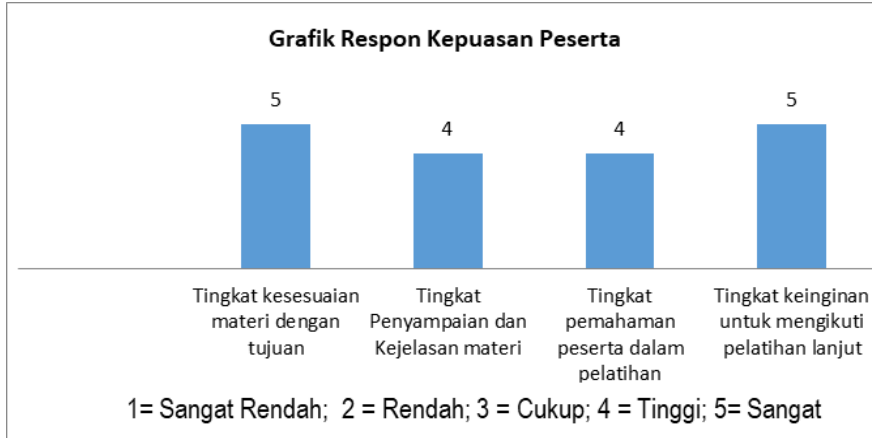 Grafik Respon Kepuasan Peserta
5
4
4
5
Tingkat kesesuaian
materi dengan
tujuan
Tingkat
Penyampaian dan
Kejelasan materi
Tingkat
pemahaman
peserta dalam
pelatihan
Tingkat keinginan
untuk mengikuti
pelatihan lanjut
1= Sangat Rendah; 2 = Rendah; 3 = Cukup; 4 = Tinggi; 5= Sangat